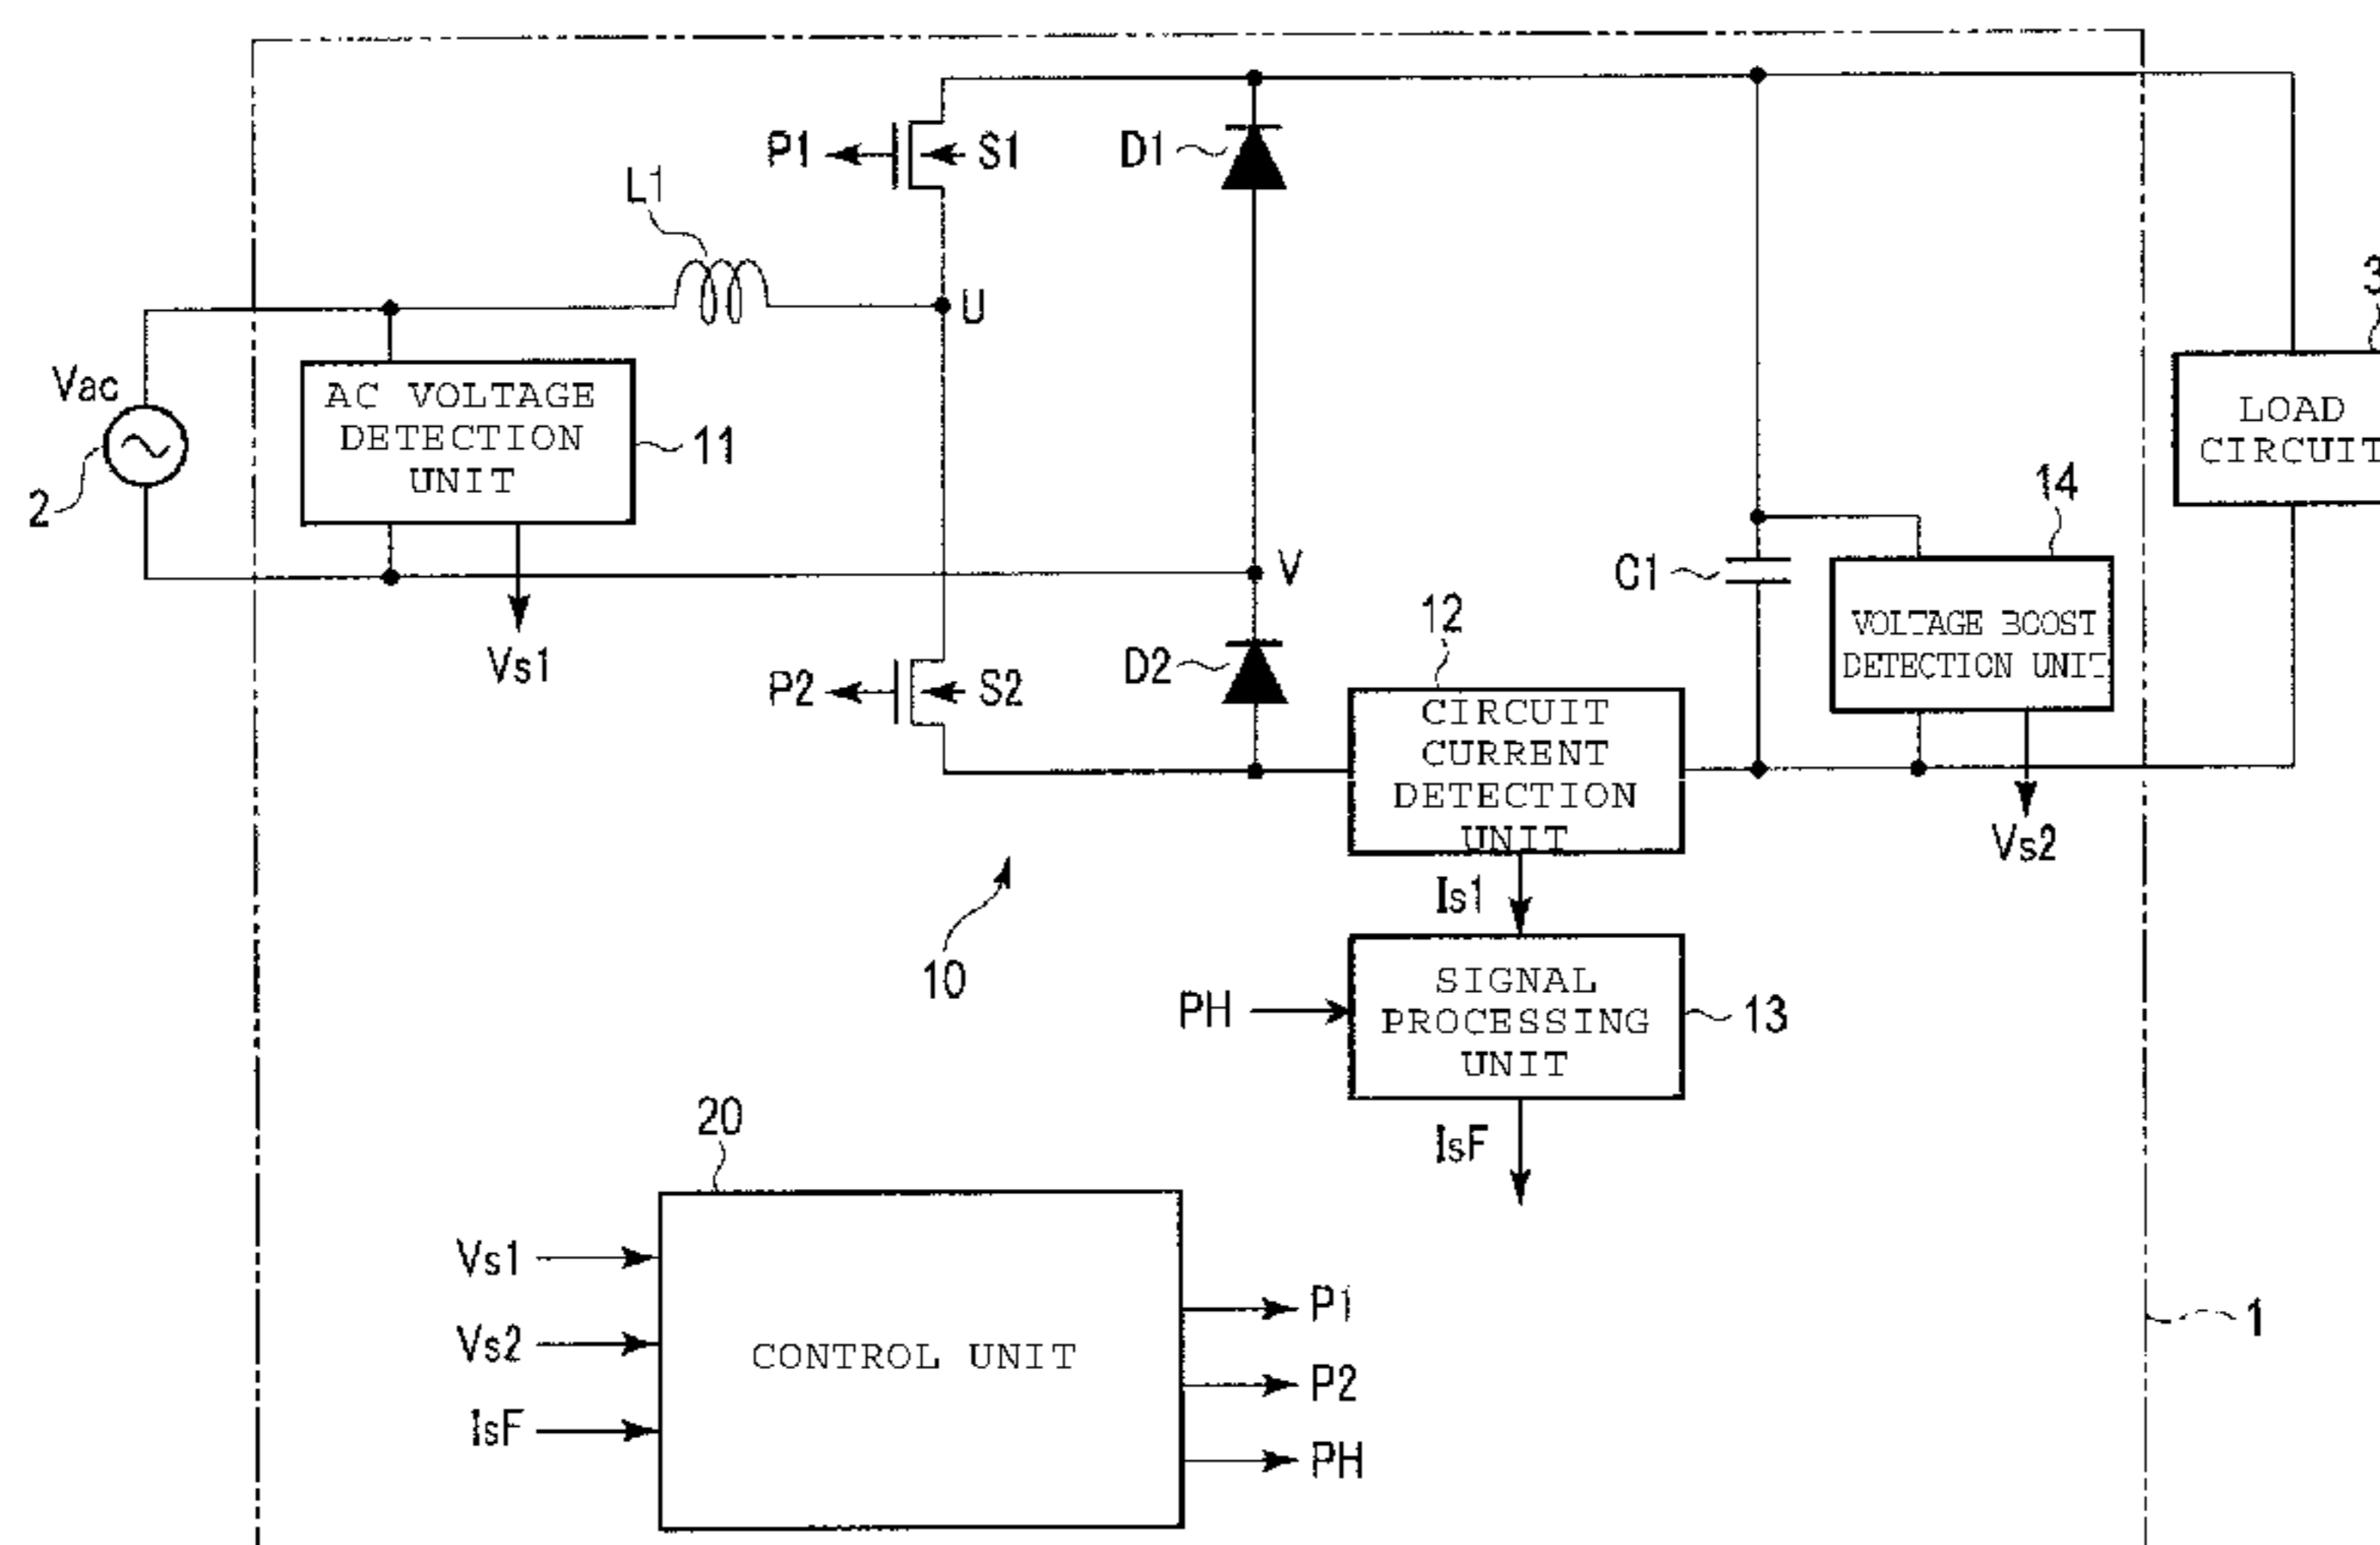 P1
S1
D1
L1
U
3
Vac
AC VOLTAGE
DETECTION
UNIT
11
LOAD
CIRCUIT
2
14
V
C1
12
VOLTAGE BOOST
DETECTION UNIT
Vs1
P2
S2
D2
CIRCUIT
CURRENT
DETECTION
UNIT
Vs2
Is1
10
PH
SIGNAL
PROCESSING
UNIT
13
20
IsF
Vs1
Vs2
IsF
CONTROL UNIT
P1
P2
PH
1